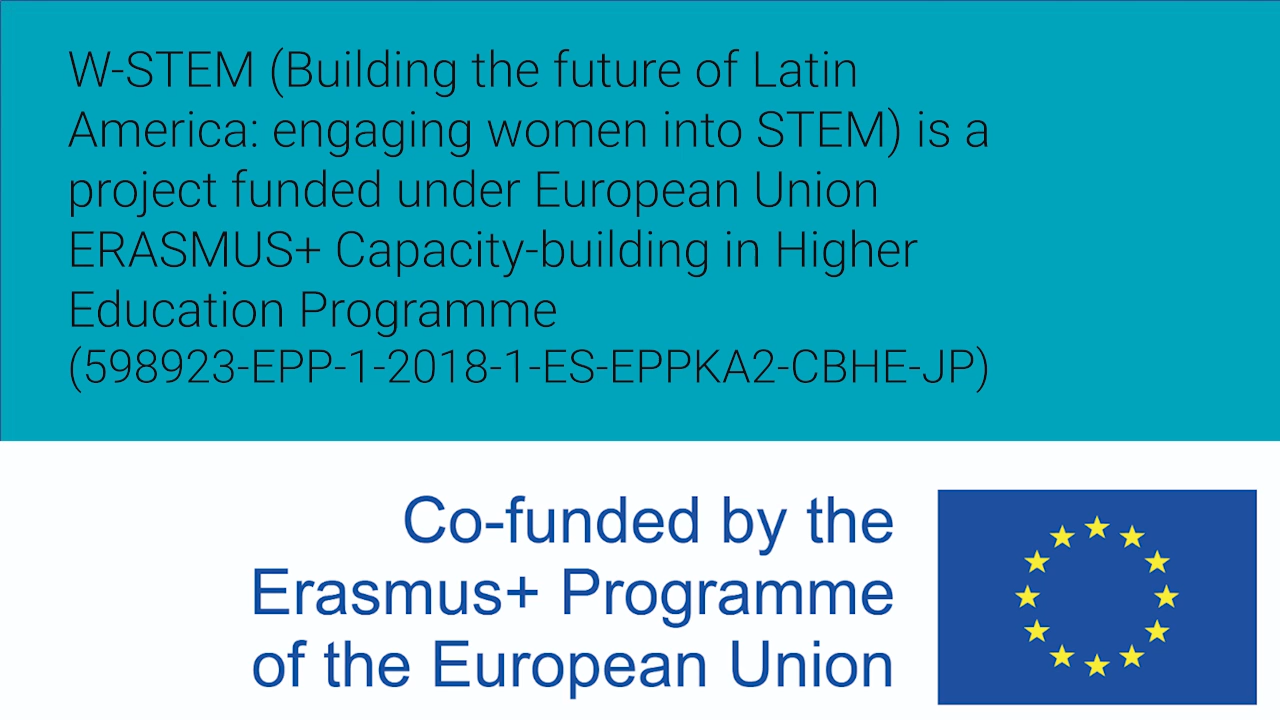 W-STEM (Building the future of Latin
America: engaging women into STEM) is a
project funded under European Union
ERASMUS+ Capacity-building in Higher
Education Programme
(598923-EPP-1-2018-1-ES-EPPKA2-CBHE-JP)
Co-funded by the
Erasmus+ Programme
of the European Union